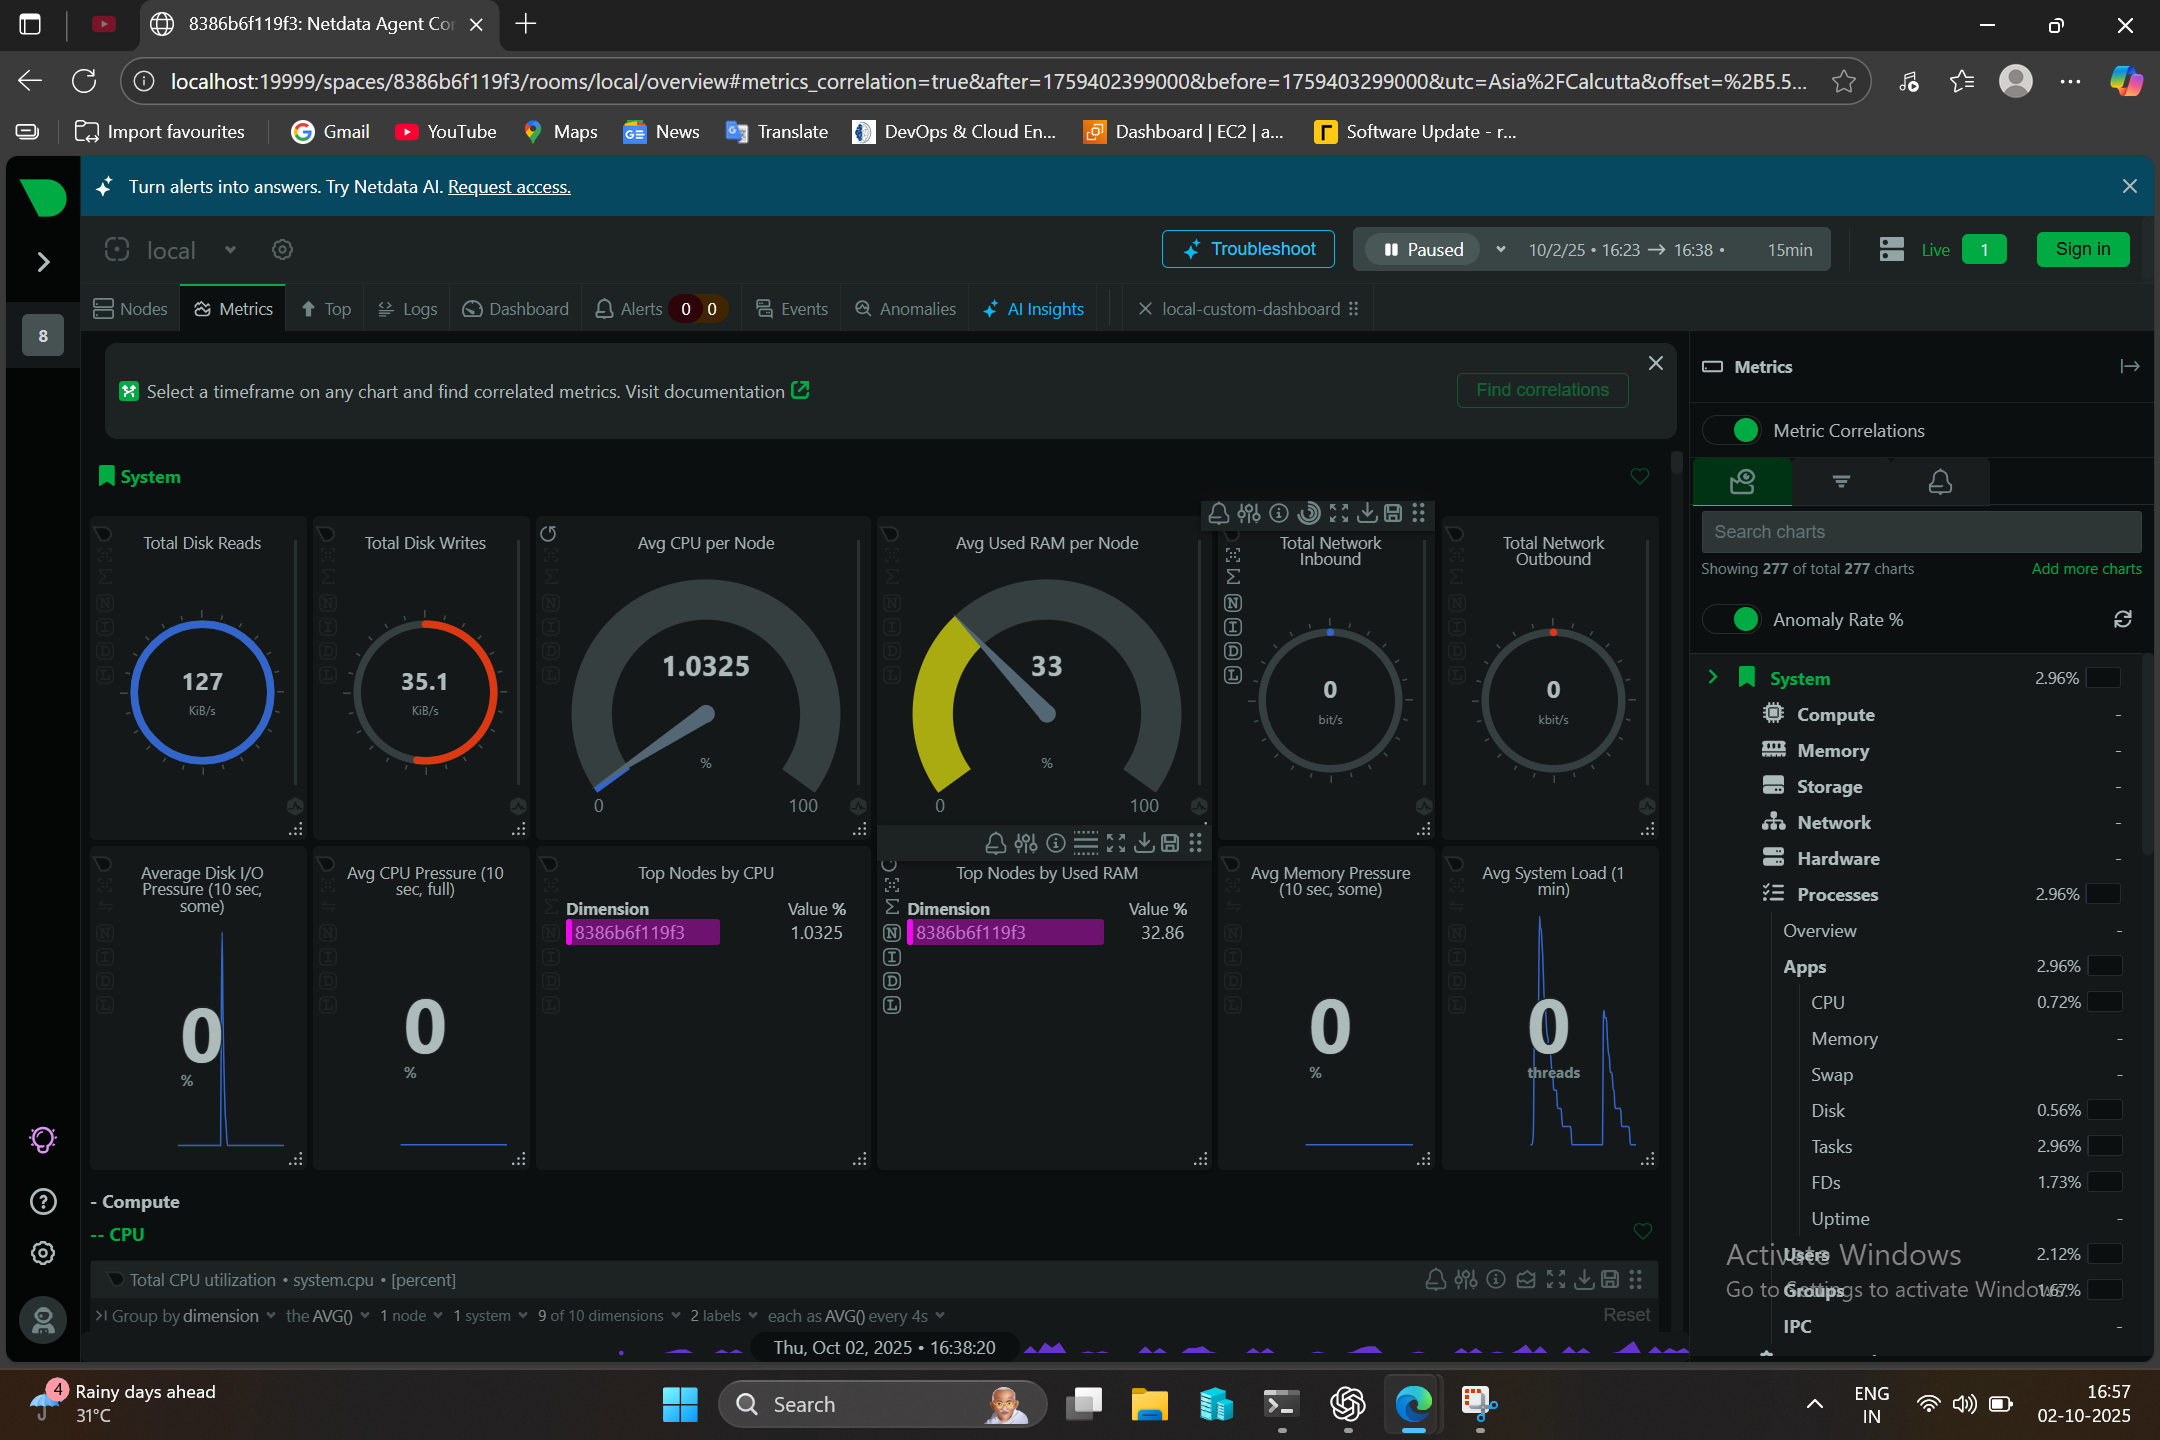 8386b6f119f3: Netdata Agent Co
localhost:19999/spaces/8386b6f119f3/rooms/local/overview#metrics_correlation=true&after=1759402399000&before=1759403299000&utc=Asia%2FCalcutta&offset=%2B5.5...
Import favourites
Gmail
YouTube
Maps
News
Translate
DevOps & Cloud En...
Dashboard | EC2 | a...
Software Update - r...
Turn alerts into answers. Try Netdata AI. Request access.
local
Troubleshoot
Paused
10/2/25 • 16:23 → 16:38 •
15min
Live
1
Sign in
8
Nodes
Metrics
Top
Logs
Dashboard
Alerts
0
0
Events
Anomalies
AI Insights
local-custom-dashboard
Select a timeframe on any chart and find correlated metrics. Visit documentation
Find correlations
System
Total Disk Reads
127
KiB/s
Total Disk Writes
35.1
KiB/s
Avg CPU per Node
1.0325
%
0
100
Avg Used RAM per Node
33
%
0
100
Total Network
Inbound
0
bit/s
Total Network
Outbound
0
kbit/s
Average Disk I/O
Pressure (10 sec,
some)
0
%
Avg CPU Pressure (10
sec, full)
0
%
Top Nodes by CPU
Dimension
Value %
8386b6f119f3
1.0325
Top Nodes by Used RAM
Dimension
Value %
8386b6f119f3
32.86
Avg Memory Pressure
(10 sec, some)
0
%
Avg System Load (1
min)
0
threads
- Compute
-- CPU
Total CPU utilization • system.cpu • [percent]
Group by dimension
the AVG()
1 node
1 system
9 of 10 dimensions
2 labels
each as AVG() every 4s
Reset
Thu, Oct 02, 2025 • 16:38:20
Metrics
Metric Correlations
Search charts
Showing 277 of total 277 charts
Add more charts
Anomaly Rate %
System 2.96%
Compute -
Memory -
Storage -
Network -
Hardware -
Processes 2.96%
Overview -
Apps 2.96%
CPU 0.72%
Memory -
Swap -
Disk 0.56%
Tasks 2.96%
FDs 1.73%
Uptime -
Users 2.12%
Groups 1.67%
IPC -
Activate Windows
Go to Settings to activate Windows.
4
Rainy days ahead
31°C
Search
ENG
IN
16:57
02-10-2025